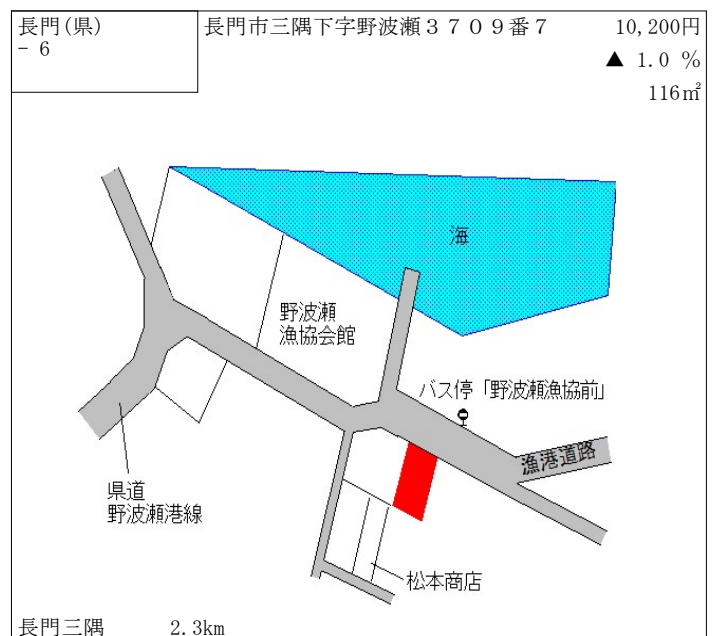 長門(県)
- 6
長門市三隅下字野波瀬３７０９番７
10,200円
▲ 1.0 %
116㎡
海
野波瀬
漁協会館
バス停「野波瀬漁協前」
漁港道路
県道
野波瀬港線
松本商店
長門三隅 2.3km